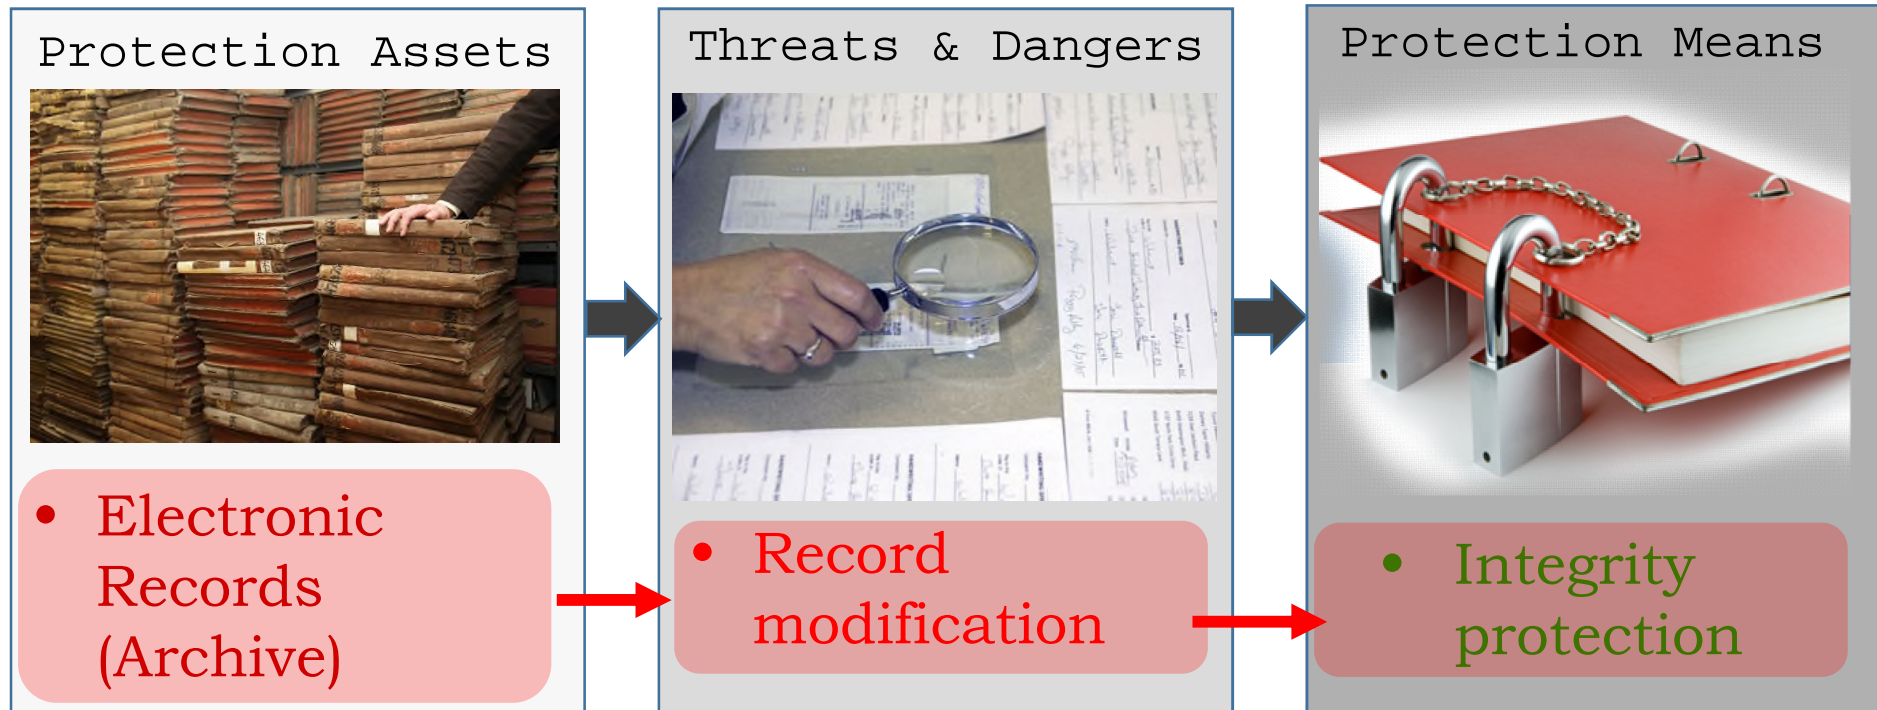 Protection Assets
• Electronic
Records
(Archive)
Threats & Dangers
• Record
modification
Protection Means
• Integrity
protection